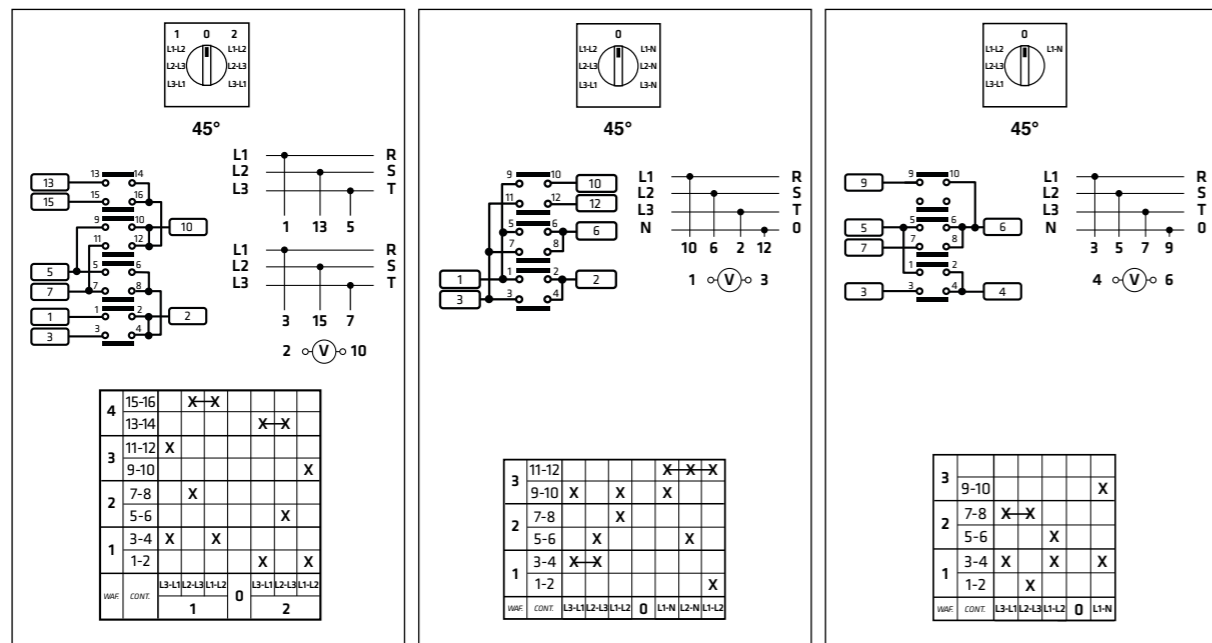 1 0 2
L1-L2 L1-L2
L2-L3 L2-L3
L3-L1 L3-L1
45°
13 14
13
15 16
15
9 10
10
11 12
5 6
5
7 8
7
1 2
1 2
3 4
3
L1 R
L2 S
L3 T
1 13 5
L1 R
L2 S
L3 T
3 15 7
2 V 10
4 15-16 X X
13-14 X X
3 11-12 X
9-10 X
2 7-8 X
5-6 X
1 3-4 X X
1-2 X X
WAF. CONT. L3-L1 L2-L3 L1-L2 0 L3-L1 L2-L3 L1-L2
1 2
0
L1-L2 L1-N
L2-L3 L2-N
L3-L1 L3-N
45°
9 10
10
11 12
12
5 6
6
7 8
1 2
1 2
3 4
3
L1 R
L2 S
L3 T
N 0
10 6 2 12
1 V 3
3 11-12 X X X
9-10 X X X
2 7-8 X
5-6 X X
1 3-4 X X
1-2 X
WAF. CONT. L3-L1 L2-L3 L1-L2 0 L1-N L2-N L1-L2
0
L1-L2 L1-N
L2-L3
L3-L1
45°
9 10
9
5 6
5 6
7 8
7
1 2
3 4
3 4
L1 R
L2 S
L3 T
N 0
3 5 7 9
4 V 6
3
9-10 X
2 7-8 X X
5-6 X
1 3-4 X X X
1-2 X
WAF. CONT. L3-L1 L2-L3 L1-L2 0 L1-N